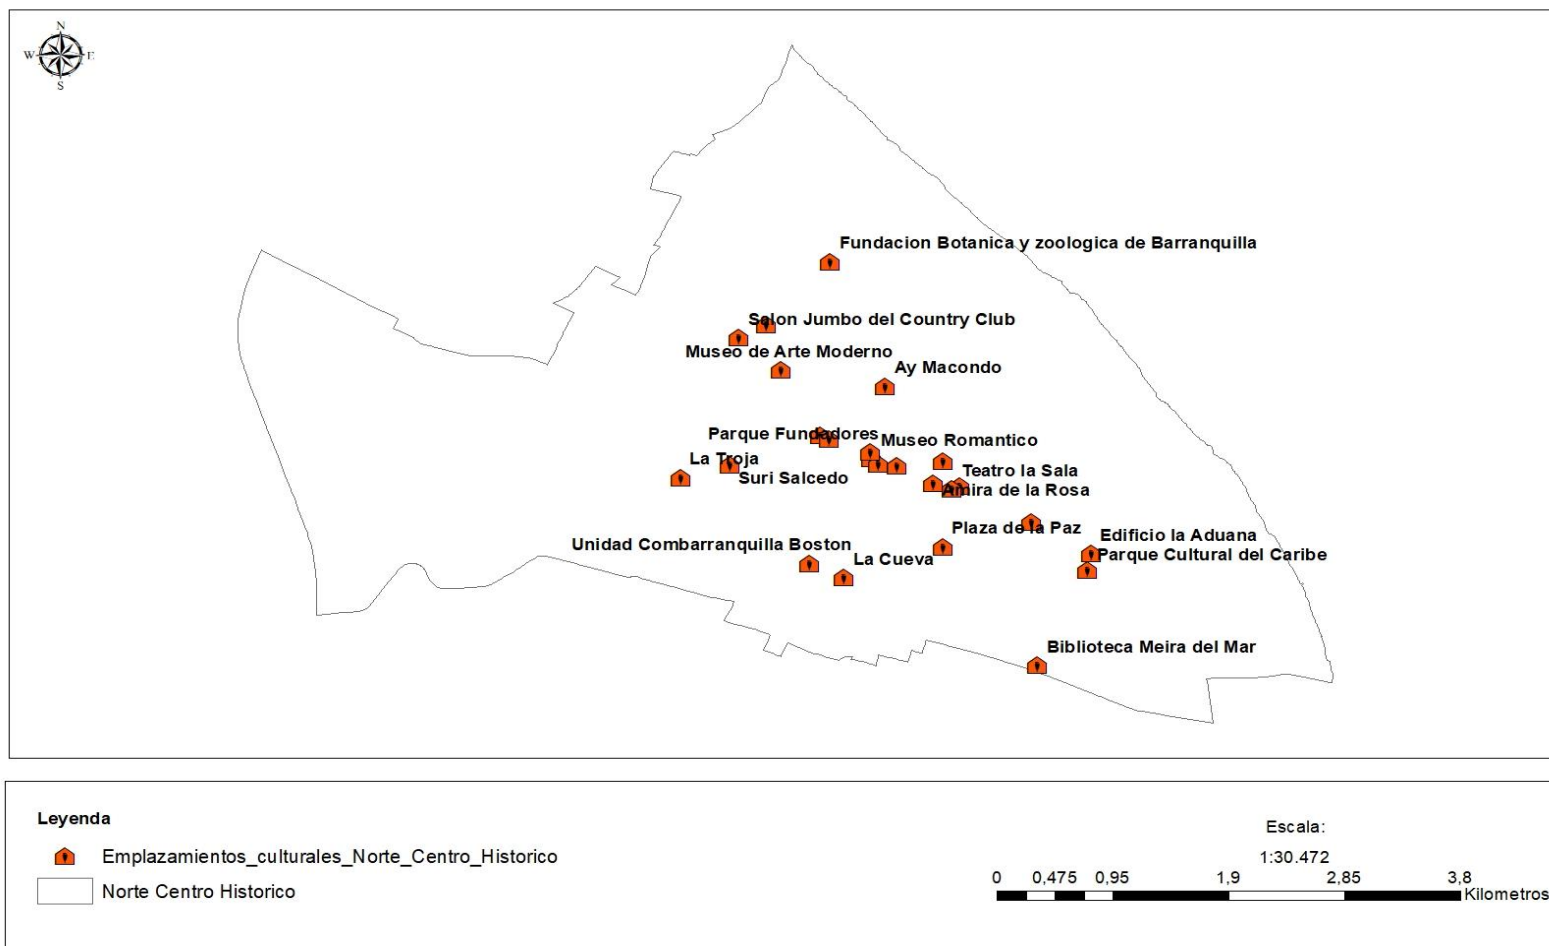 N
W E
S
Fundacion Botanica y zoologica de Barranquilla
Salon Jumbo del Country Club
Museo de Arte Moderno
Ay Macondo
Parque Fundadores
Museo Romantico
La Troja
Teatro la Sala
Suri Salcedo
Amira de la Rosa
Plaza de la Paz
Edificio la Aduana
Unidad Combarranquilla Boston
Parque Cultural del Caribe
La Cueva
Biblioteca Meira del Mar
Leyenda
Emplazamientos_culturales_Norte_Centro_Historico
Norte Centro Historico
Escala:
1:30.472
0 0,475 0,95 1,9 2,85 3,8
Kilometros